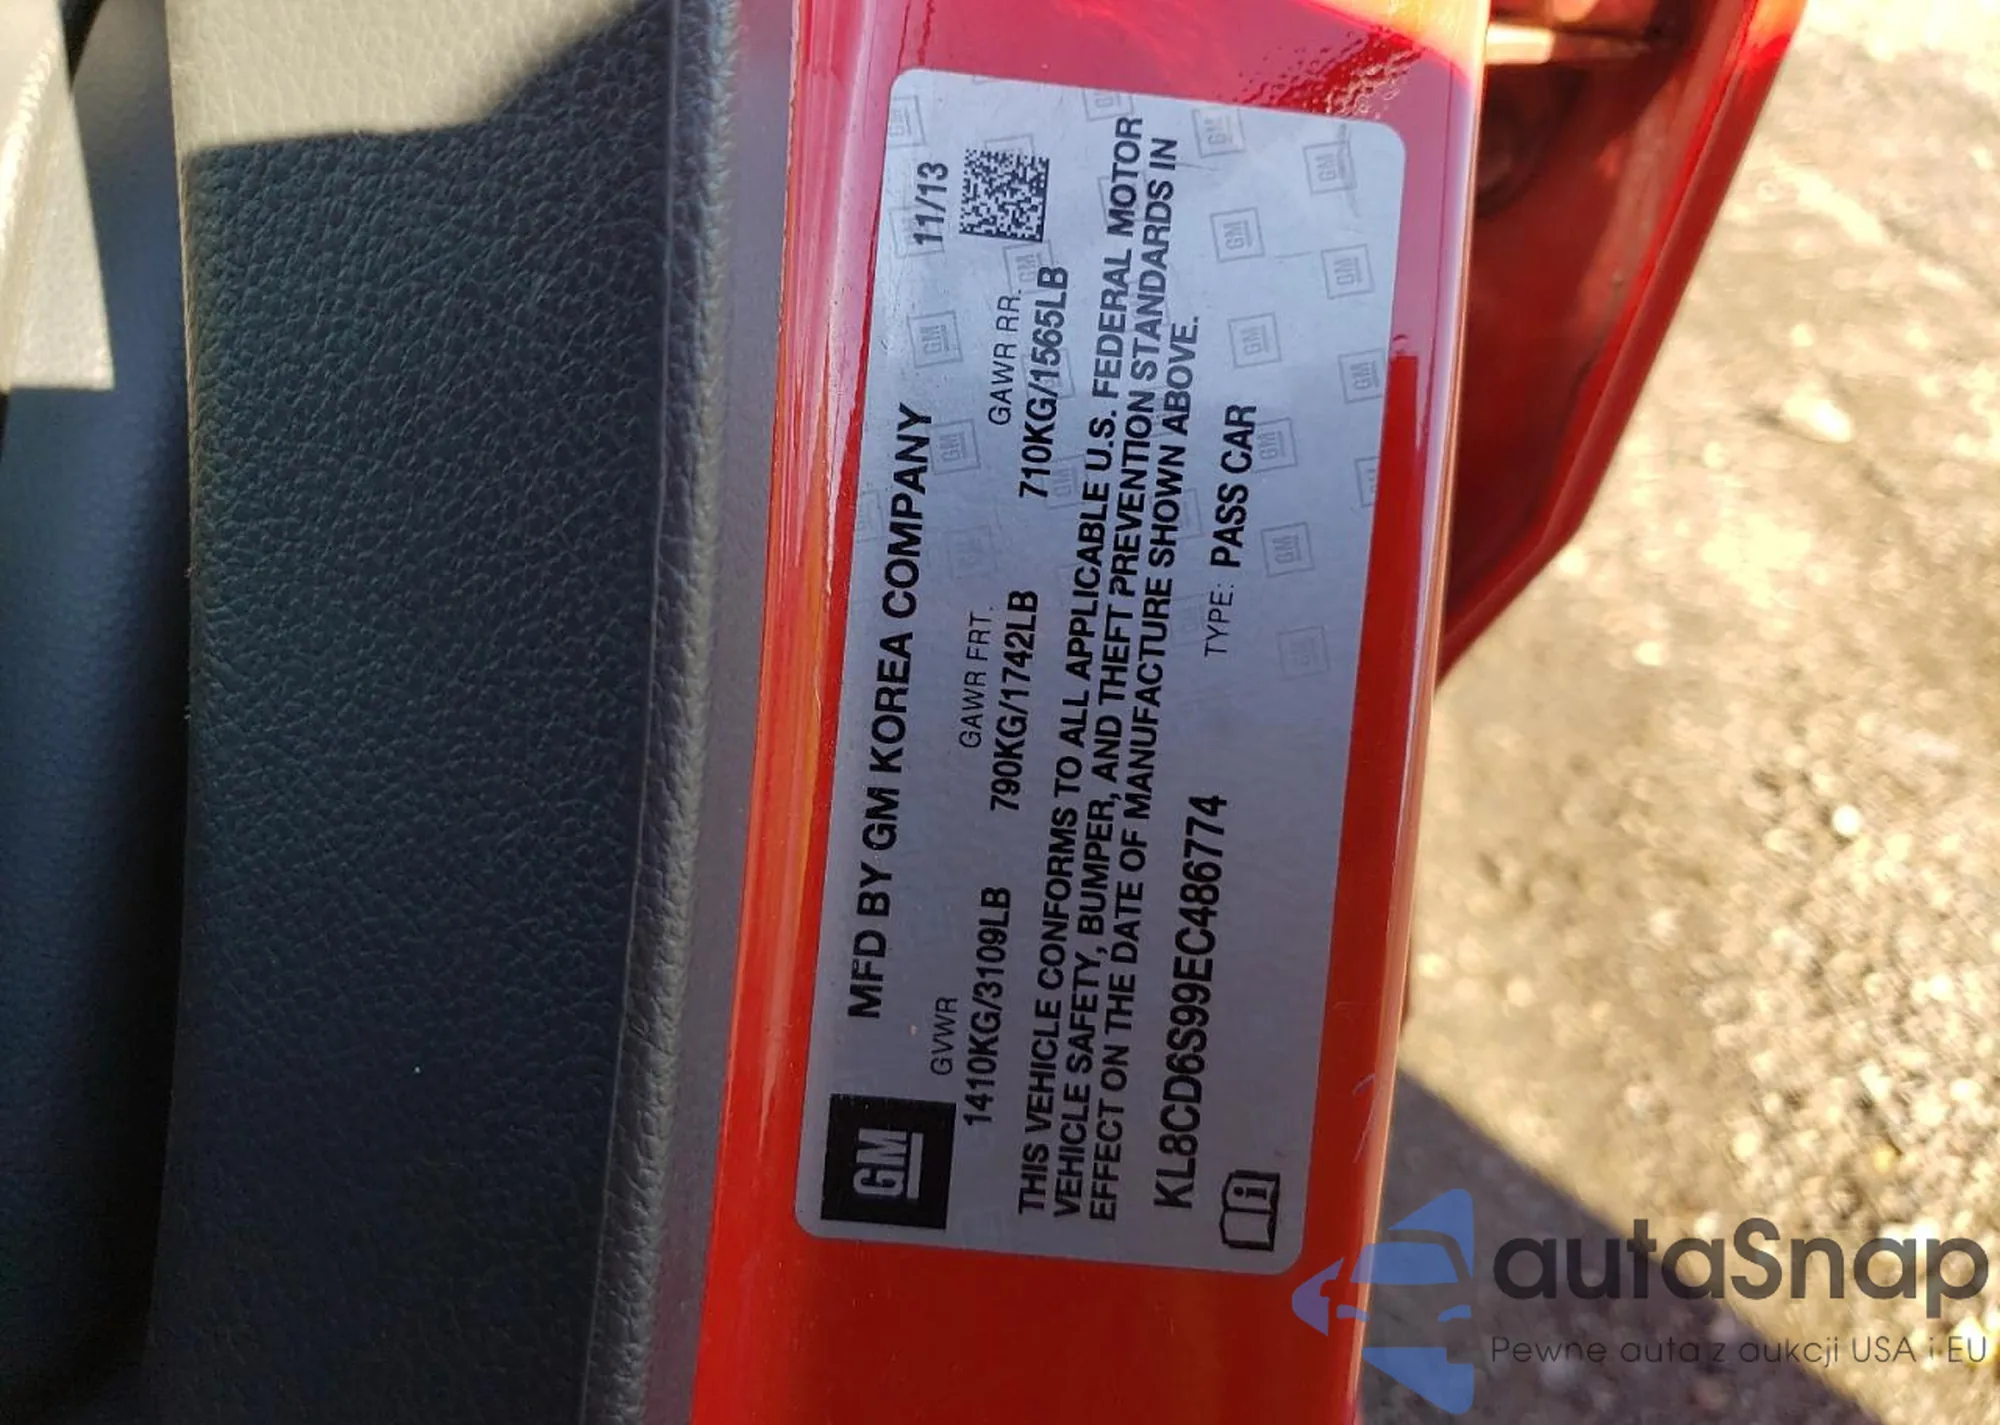 MFD BY GM KOREA COMPANY 11/13
GM
GVWR GAWR FRT. GAWR RR.
1410KG/3109LB 790KG/1742LB 710KG/1565LB
THIS VEHICLE CONFORMS TO ALL APPLICABLE U.S. FEDERAL MOTOR
VEHICLE SAFETY, BUMPER, AND THEFT PREVENTION STANDARDS IN
EFFECT ON THE DATE OF MANUFACTURE SHOWN ABOVE.
KL8CD6S99EC486774 TYPE: PASS CAR
autaSnap
Pewne auta z aukcji USA i EU